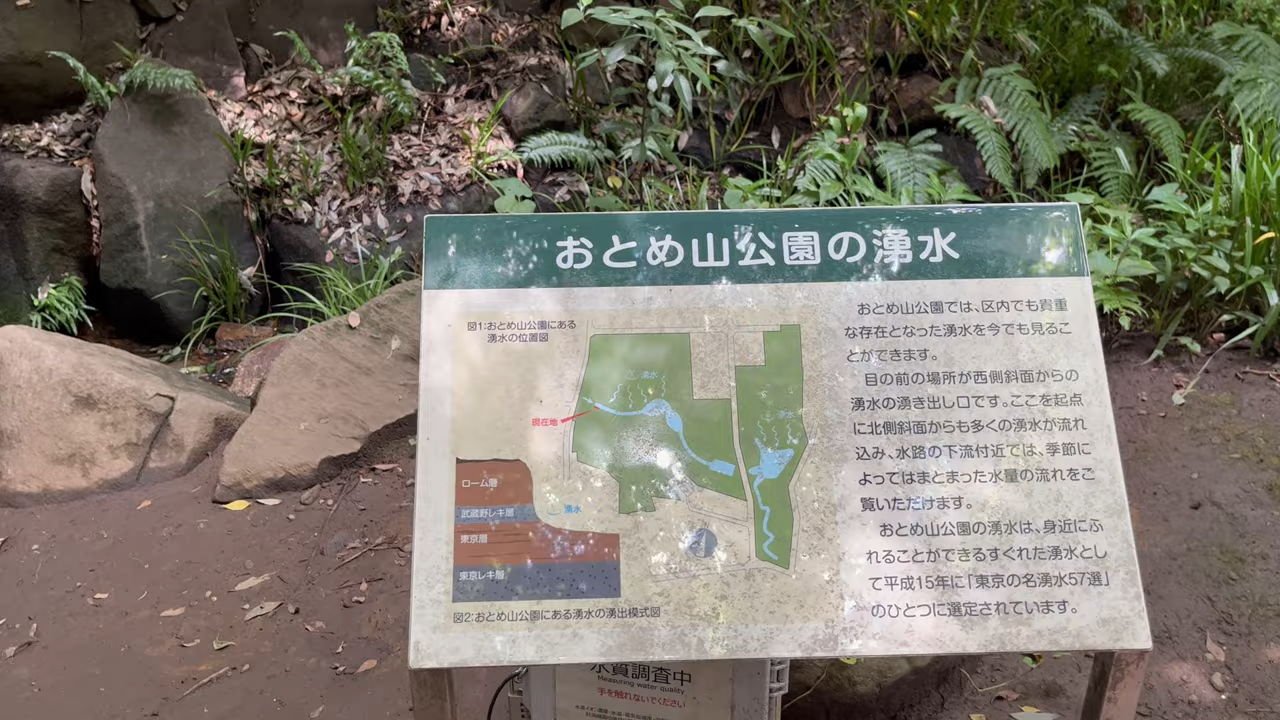 おとめ山公園の湧水
図1:おとめ山公園にある
湧水の位置図
湧水
湧水
現在地
ローム層
武蔵野レキ層
湧水
東京層
東京レキ層
図2:おとめ山公園にある湧水の湧出模式図
おとめ山公園では、区内でも貴重
な存在となった湧水を今でも見るこ
とができます。
目の前の場所が西側斜面からの
湧水の湧き出し口です。ここを起点
に北側斜面からも多くの湧水が流れ
込み、水路の下流付近では、季節に
よってはまとまった水量の流れをご
覧いただけます。
おとめ山公園の湧水は、身近にふ
れることができるすぐれた湧水とし
て平成15年に「東京の名湧水57選」
のひとつに選定されています。
水質調査中
Measuring water quality
手を触れないでください